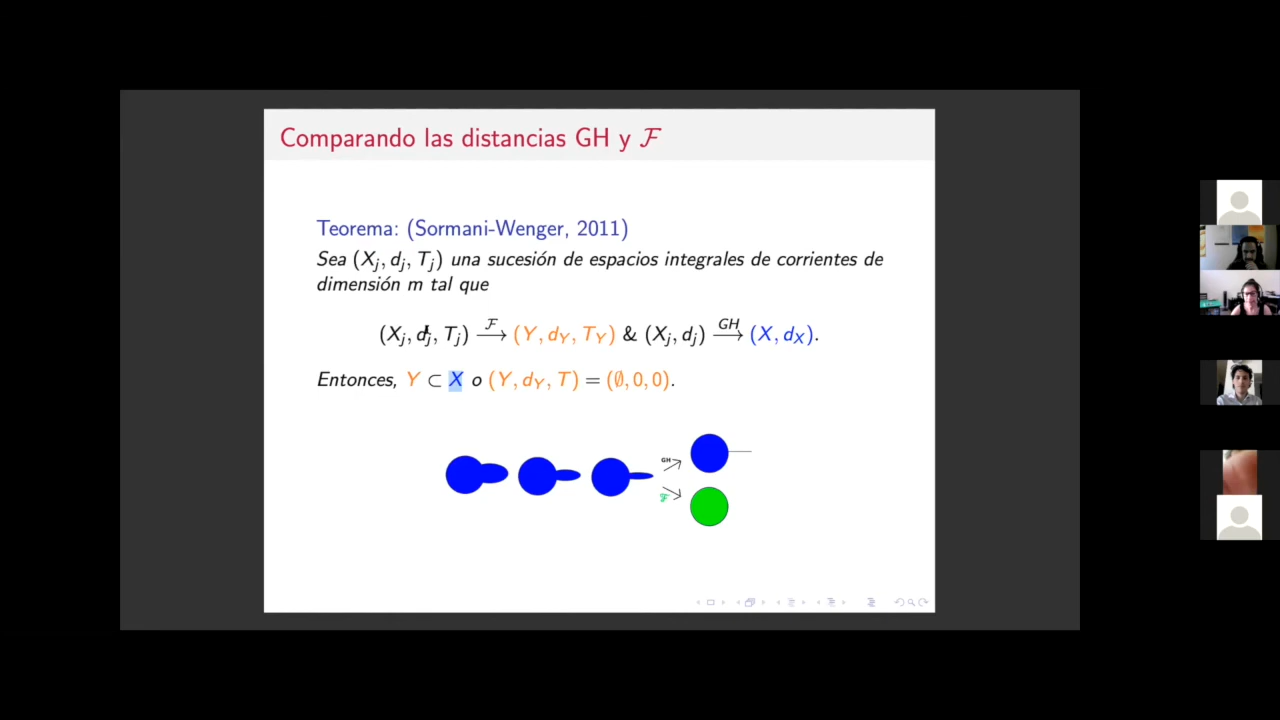 Comparando las distancias GH y ℱ
Teorema: (Sormani-Wenger, 2011)
Sea (X_j, d_j, T_j) una sucesión de espacios integrales de corrientes de
dimensión m tal que
(X_j, d_j, T_j) —ℱ→ (Y, d_Y, T_Y) & (X_j, d_j) —GH→ (X, d_X).
Entonces, Y ⊂ X o (Y, d_Y, T) = (∅, 0, 0).
GH
ℱ